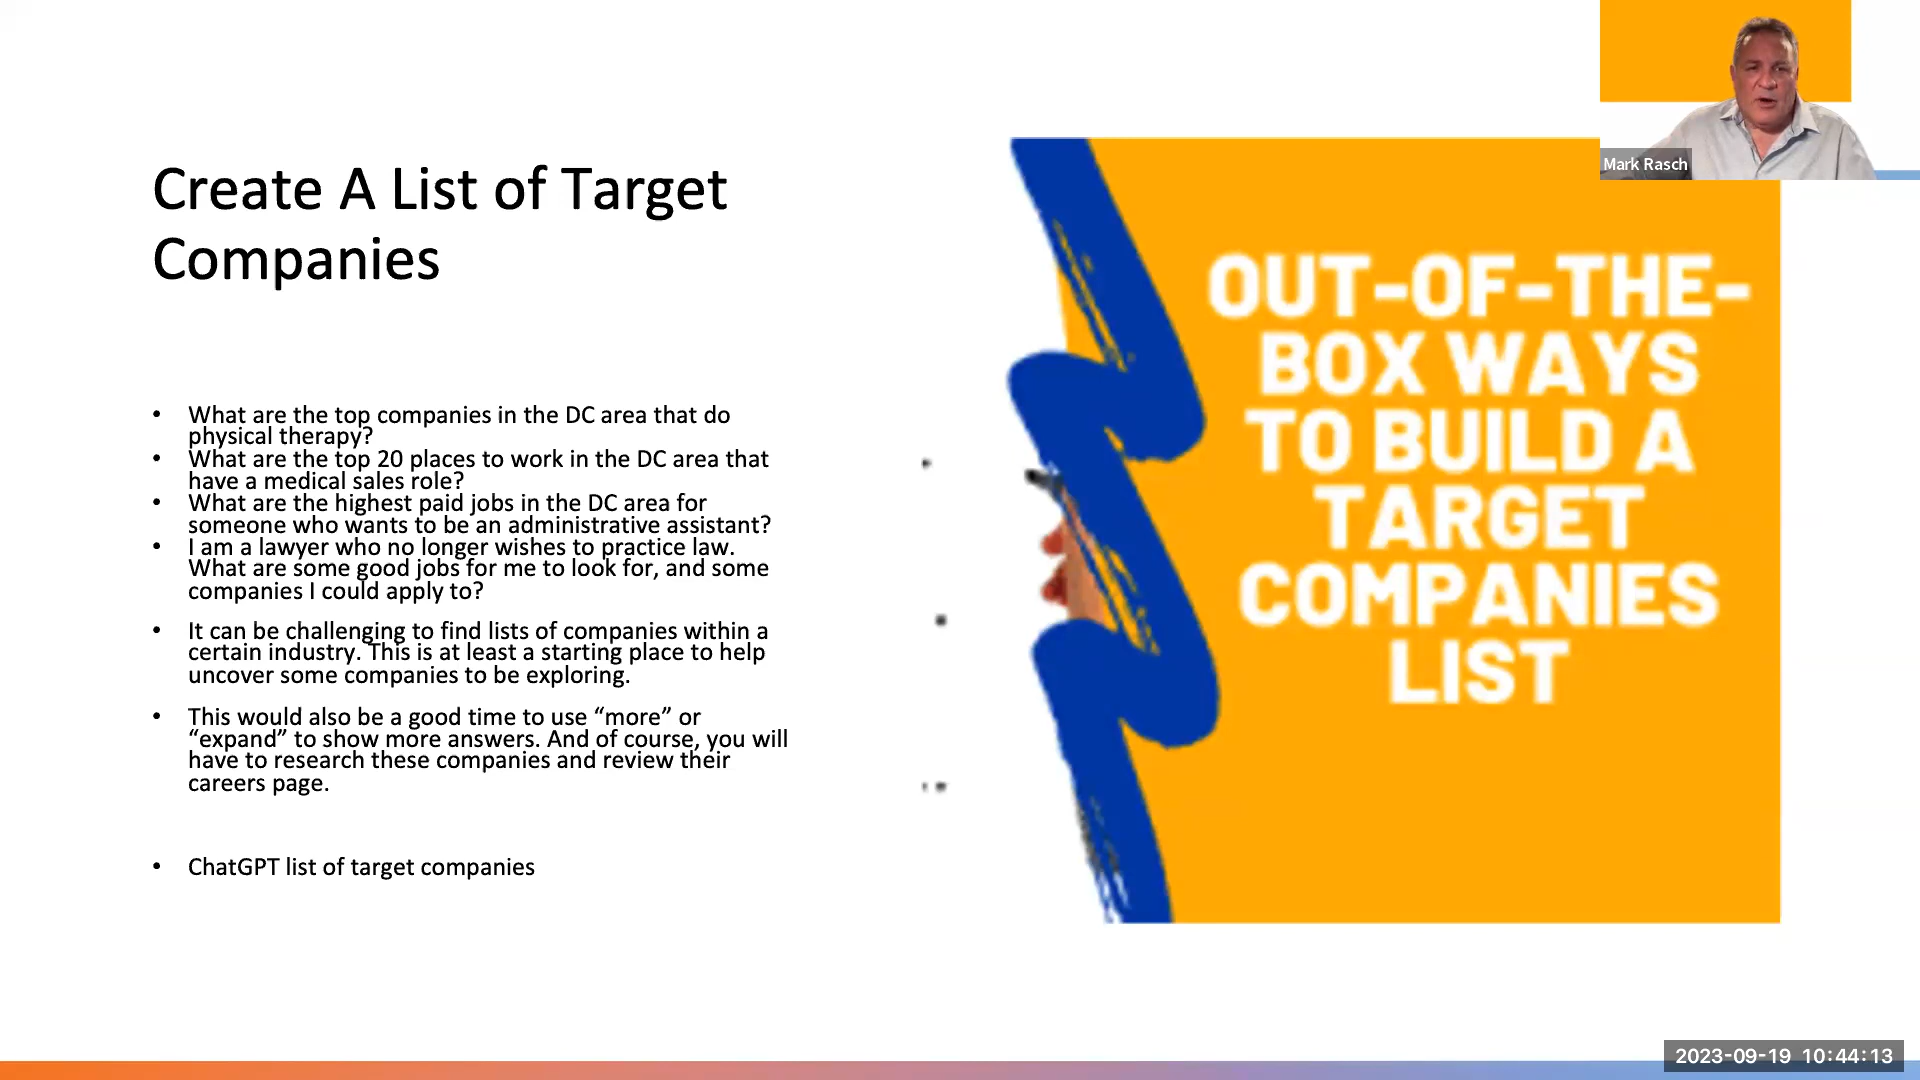 Create A List of Target
Companies
• What are the top companies in the DC area that do
physical therapy?
• What are the top 20 places to work in the DC area that
have a medical sales role?
• What are the highest paid jobs in the DC area for
someone who wants to be an administrative assistant?
• I am a lawyer who no longer wishes to practice law.
What are some good jobs for me to look for, and some
companies I could apply to?
• It can be challenging to find lists of companies within a
certain industry. This is at least a starting place to help
uncover some companies to be exploring.
• This would also be a good time to use “more” or
“expand” to show more answers. And of course, you will
have to research these companies and review their
careers page.
• ChatGPT list of target companies
OUT-OF-THE-
BOX WAYS
TO BUILD A
TARGET
COMPANIES
LIST
Mark Rasch
2023-09-19 10:44:13